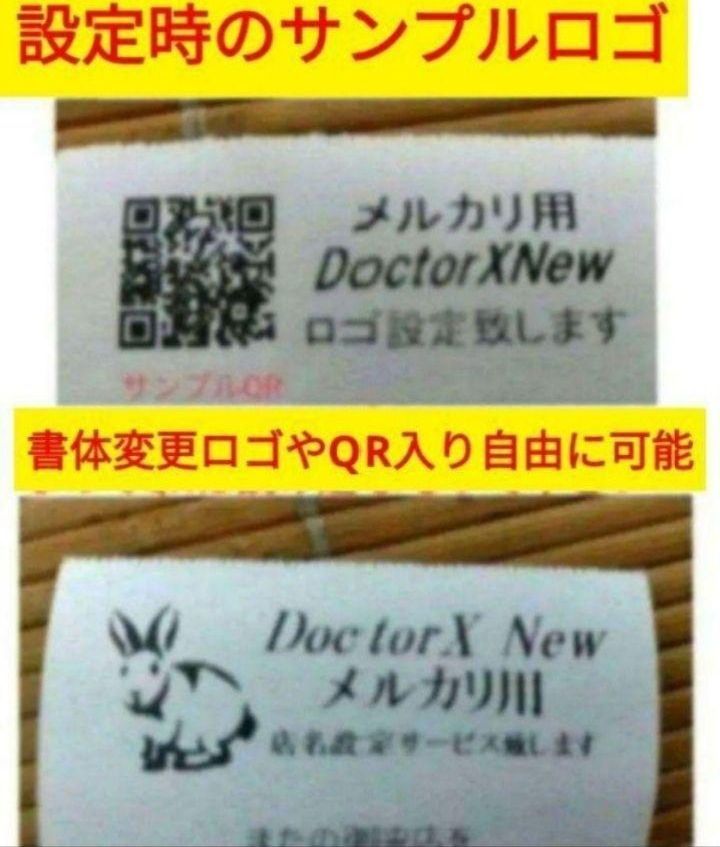 設定時のサンプルロゴ
メルカリ用
DoctorXNew
ロゴ設定致します
サンプルQR
書体変更ロゴやQR入り自由に可能
DoctorX New
メルカリ用
店名設定サービス致します
またの御来店を